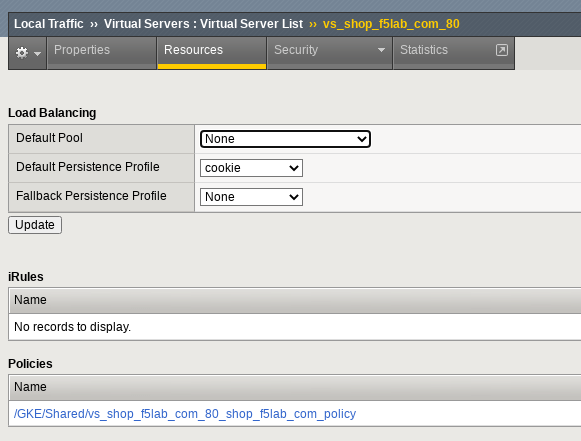 Local Traffic ›› Virtual Servers : Virtual Server List ›› vs_shop_f5lab_com_80
Properties Resources Security Statistics
Load Balancing
Default Pool None
Default Persistence Profile cookie
Fallback Persistence Profile None
Update
iRules
Name
No records to display.
Policies
Name
/GKE/Shared/vs_shop_f5lab_com_80_shop_f5lab_com_policy